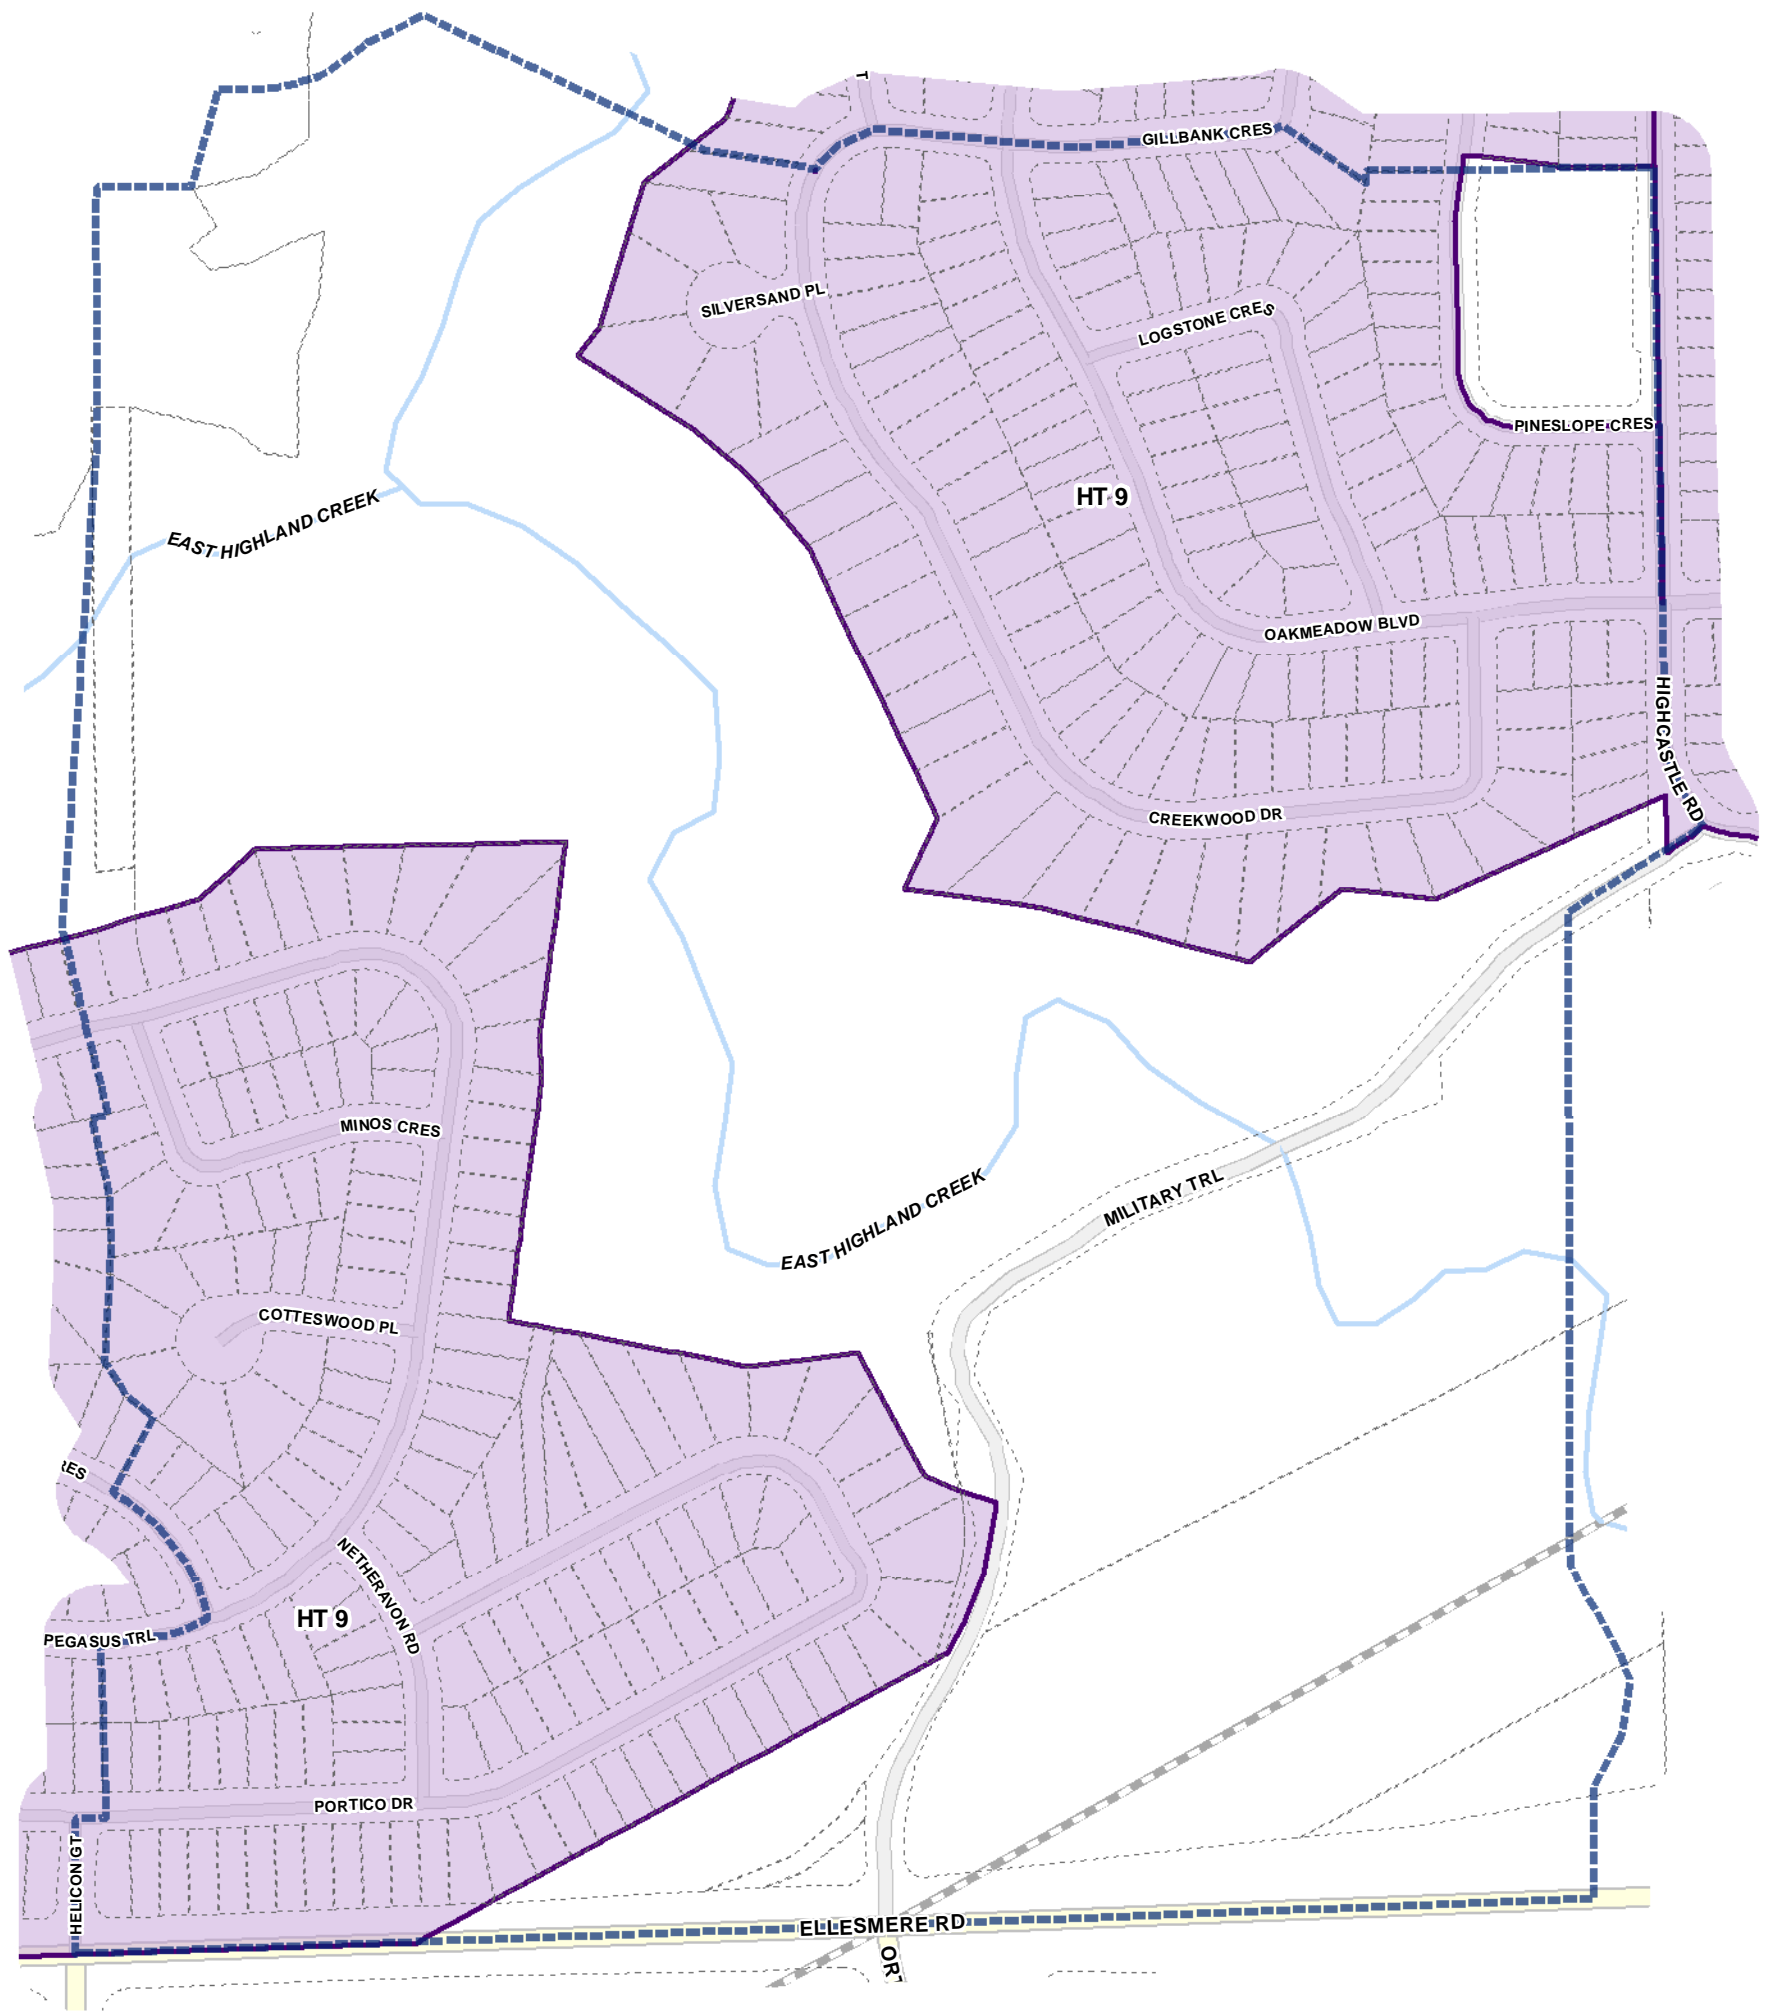 T
GILLBANK CRES
SILVERSAND PL
LOGSTONE CRES
PINESLOPE CRES
HT 9
EAST HIGHLAND CREEK
OAKMEADOW BLVD
HIGHCASTLE RD
CREEKWOOD DR
MINOS CRES
EAST HIGHLAND CREEK
MILITARY TRL
COTTESWOOD PL
RES
NETHERAVON RD
HT 9
PEGASUS TRL
PORTICO DR
HELICON GT
ELLESMERE RD
ORT